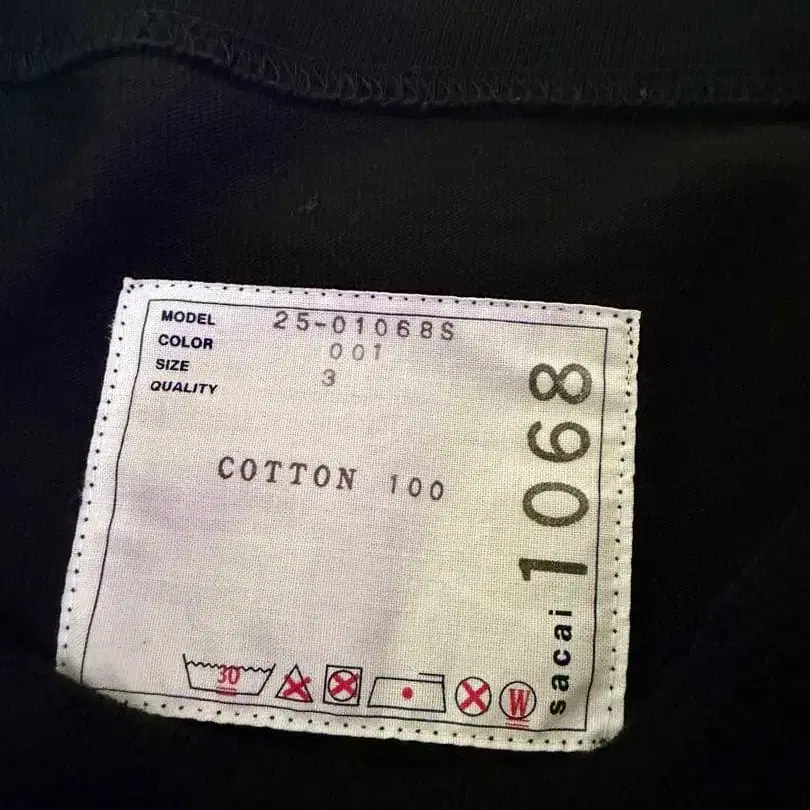 MODEL 25-01068S
COLOR 001
SIZE 3
QUALITY
COTTON 100
1068
sacai
30
W